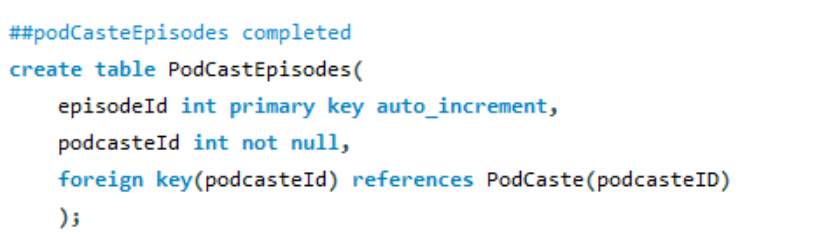 ##podCasteEpisodes completed
create table PodCastEpisodes(
episodeId int primary key auto_increment,
podcasteId int not null,
foreign key(podcasteId) references PodCaste(podcasteID)
);